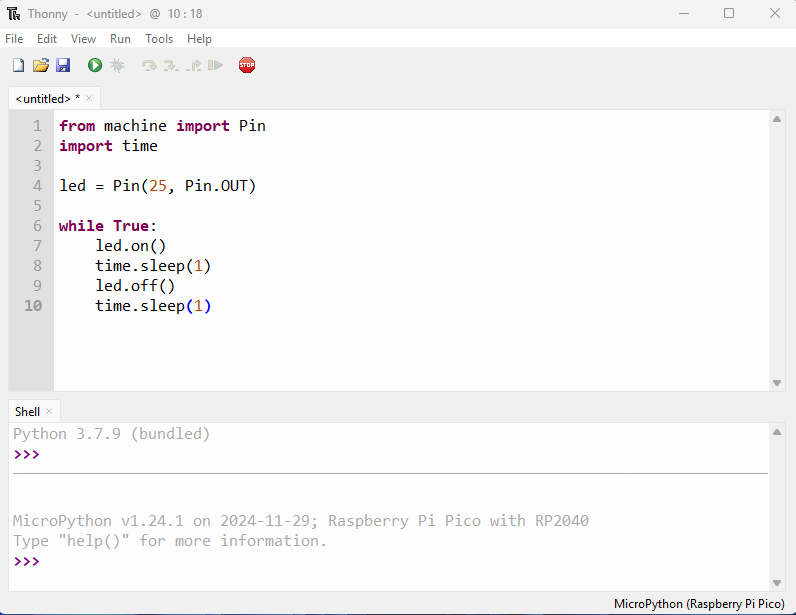 Thonny - <untitled> @ 10 : 18
File Edit View Run Tools Help
STOP
<untitled> * ×
1 from machine import Pin
2 import time
3
4 led = Pin(25, Pin.OUT)
5
6 while True:
7     led.on()
8     time.sleep(1)
9     led.off()
10     time.sleep(1)
Shell ×
Python 3.7.9 (bundled)
>>>
MicroPython v1.24.1 on 2024-11-29; Raspberry Pi Pico with RP2040
Type "help()" for more information.
>>>
MicroPython (Raspberry Pi Pico)